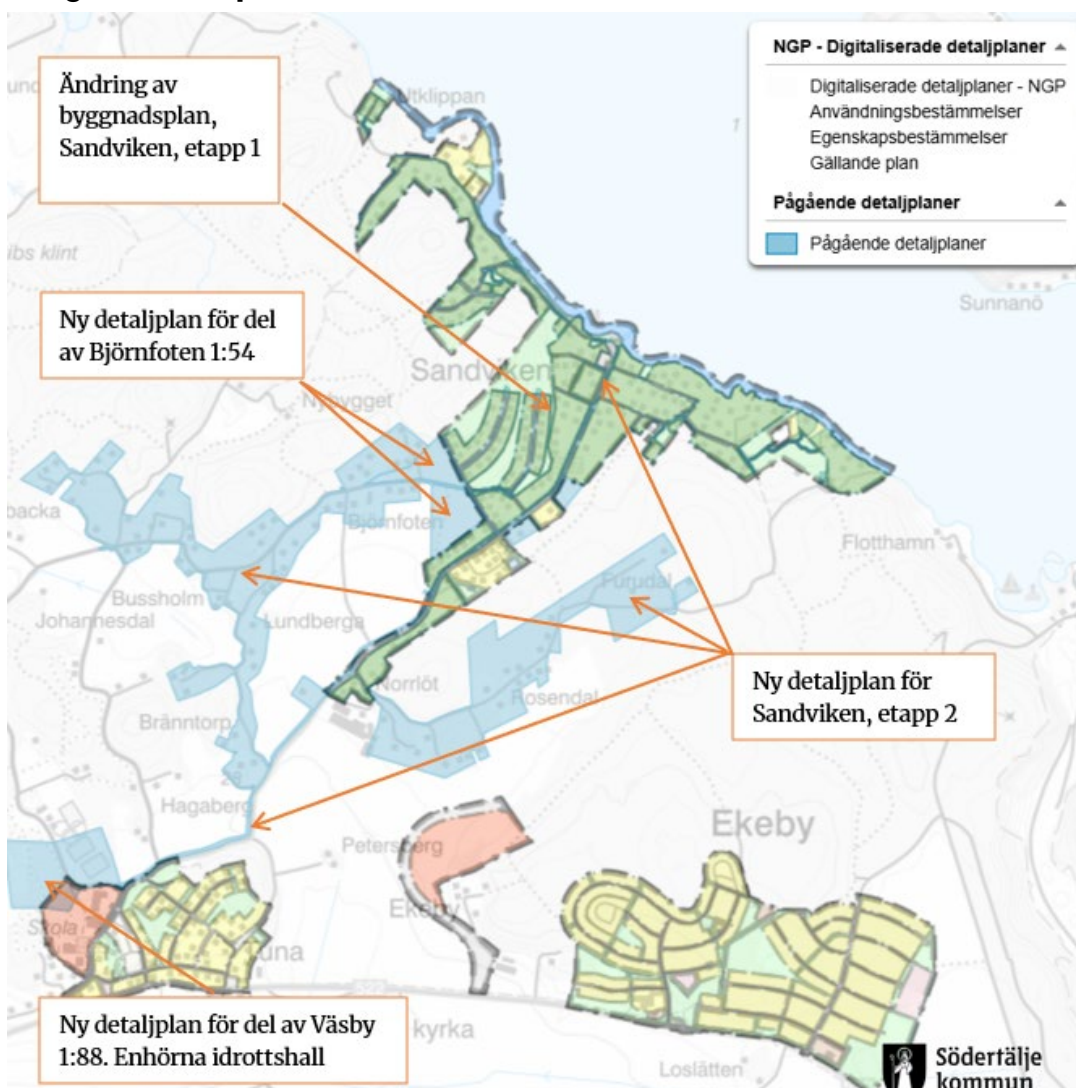 Ändring av
byggnadsplan,
Sandviken, etapp 1
NGP - Digitaliserade detaljplaner
Digitaliserade detaljplaner - NGP
Användningsbestämmelser
Egenskapsbestämmelser
Gällande plan
Pågående detaljplaner
Pågående detaljplaner
Utklippan
Sunnanö
Ny detaljplan för del
av Björnfoten 1:54
Sandviken
Nybygget
Björnfoten
Flotthamn
Furudal
Bussholm
Johannesdal
Lundberga
Norrlöt
Rosendal
Ny detaljplan för
Sandviken, etapp 2
Bränntorp
Hagaberg
Petersberg
Ekeby
Ekeby
Skola
Ny detaljplan för del av Väsby
1:88. Enhörna idrottshall
kyrka
Loslätten
Södertälje
kommun